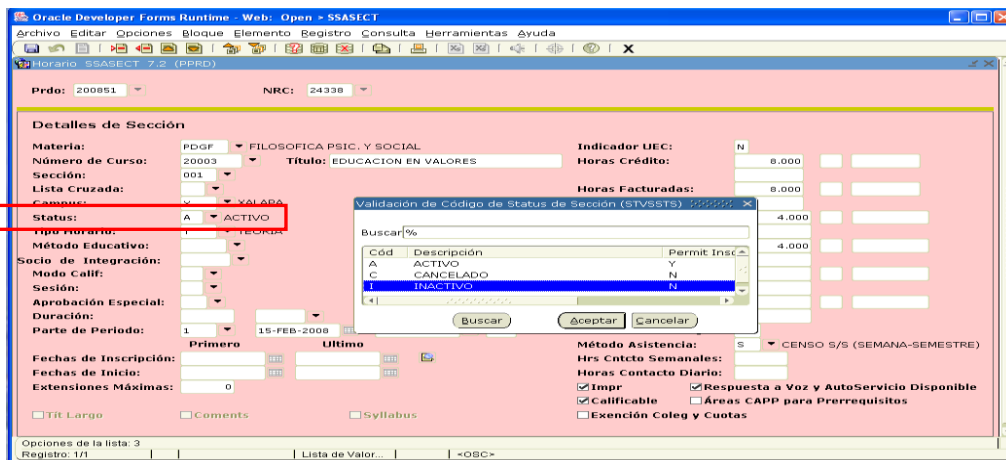 Oracle Developer Forms Runtime - Web: Open > SSASECT
Archivo Editar Opciones Bloque Elemento Registro Consulta Herramientas Ayuda
Horario SSASECT 7.2 (PPRD)
Prdo: 200851 NRC: 24338
Detalles de Sección
Materia: PDGF FILOSOFICA PSIC. Y SOCIAL Indicador UEC: N
Número de Curso: 20003 Título: EDUCACION EN VALORES Horas Crédito: 8.000
Sección: 001
Lista Cruzada: Horas Facturadas: 8.000
Campus: XALAPA
Validación de Código de Status de Sección (STVSSTS)
Status: A ACTIVO 4.000
Tipo Horario: T TEORIA
Buscar %
Método Educativo: 4.000
Cód Descripción Permit Insc
A ACTIVO Y
C CANCELADO N
I INACTIVO N
Socio de Integración:
Modo Calif:
Sesión:
Aprobación Especial:
Duración:
Buscar Aceptar Cancelar
Parte de Periodo: 1 15-FEB-2008
Primero Ultimo Método Asistencia: S CENSO S/S (SEMANA-SEMESTRE)
Fechas de Inscripción: Hrs Cntcto Semanales:
Fechas de Inicio: Horas Contacto Diario:
Extensiones Máximas: 0 Impr Respuesta a Voz y AutoServicio Disponible
Calificable Áreas CAPP para Prerrequisitos
Tít Largo Coments Syllabus Exención Coleg y Cuotas
Opciones de la lista: 3
Registro: 1/1 Lista de Valor... <OSC>